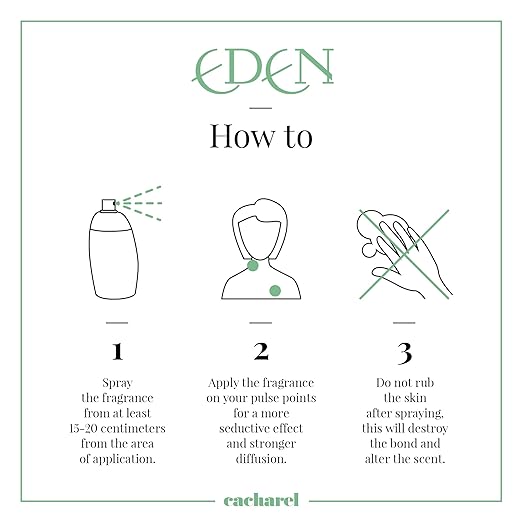 EDEN
How to
1
Spray
the fragrance
from at least
15-20 centimeters
from the area
of application.
2
Apply the fragrance
on your pulse points
for a more
seductive effect
and stronger
diffusion.
3
Do not rub
the skin
after spraying,
this will destroy
the bond and
alter the scent.
cacharel